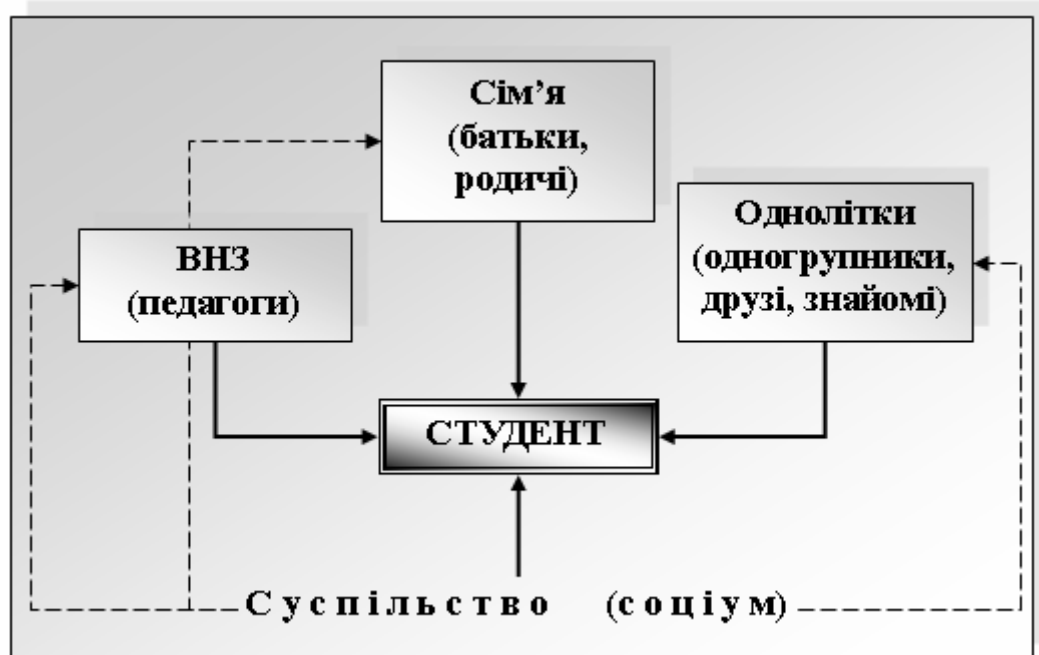 Сім’я
(батьки,
родичі)
Однолітки
(одногрупники,
друзі, знайомі)
ВНЗ
(педагоги)
СТУДЕНТ
Суспільство (соціум)